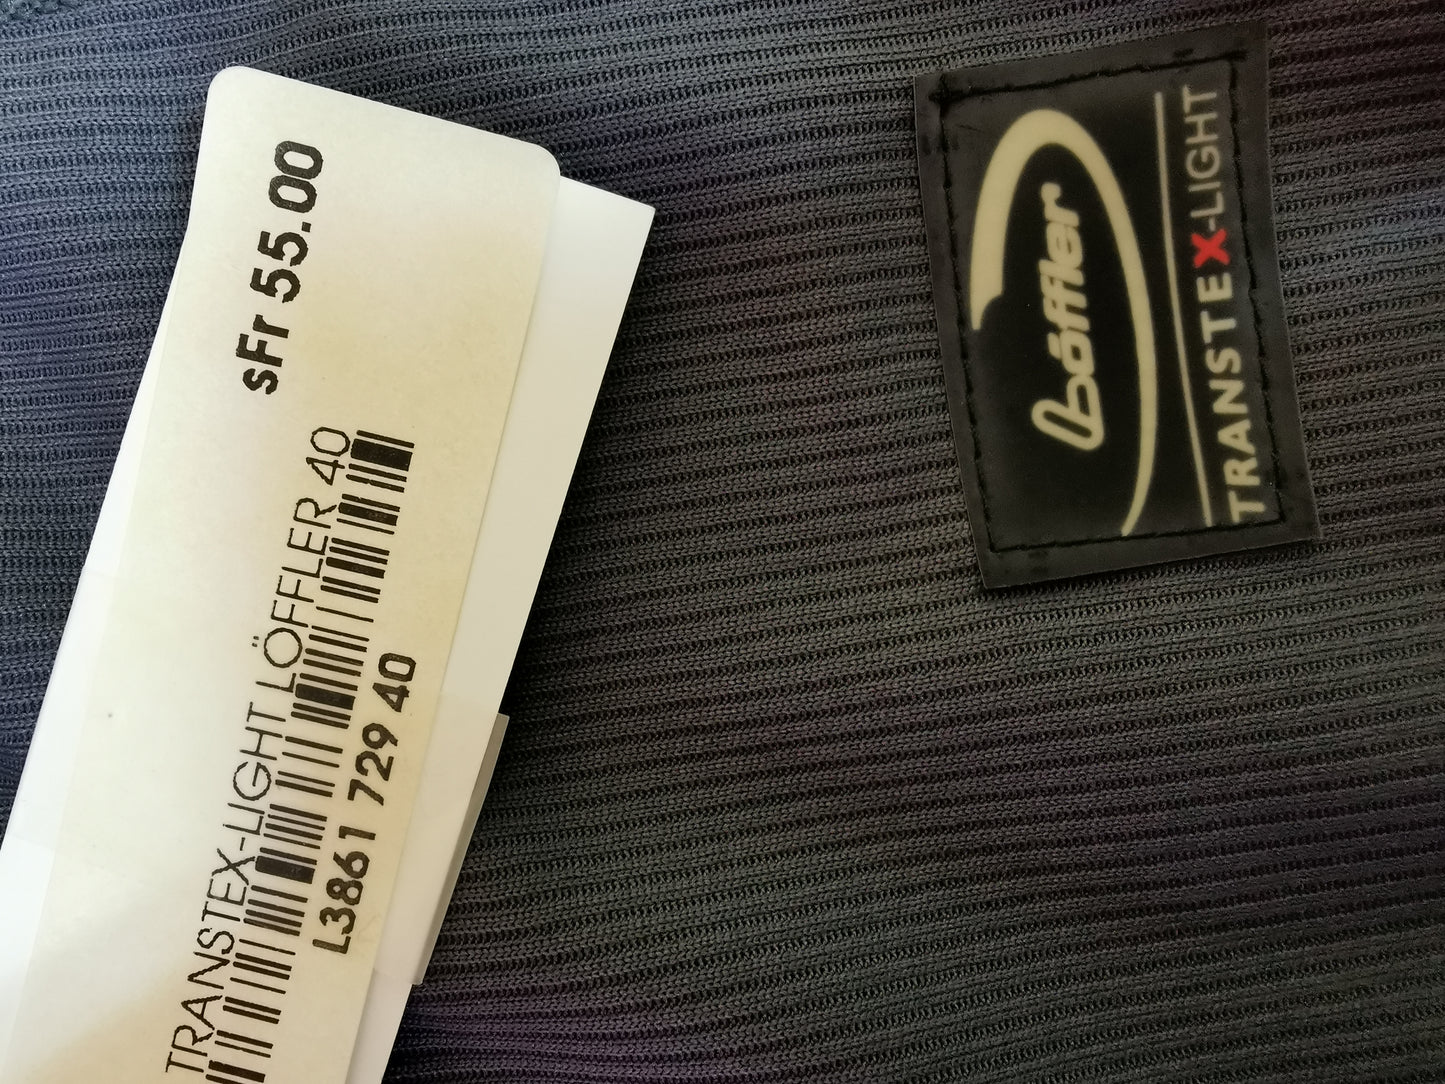 sFr 55.00
TRANSTEX-LIGHT LÖFFLER 40
L3861 729 40
löffler
TRANSTEX-LIGHT